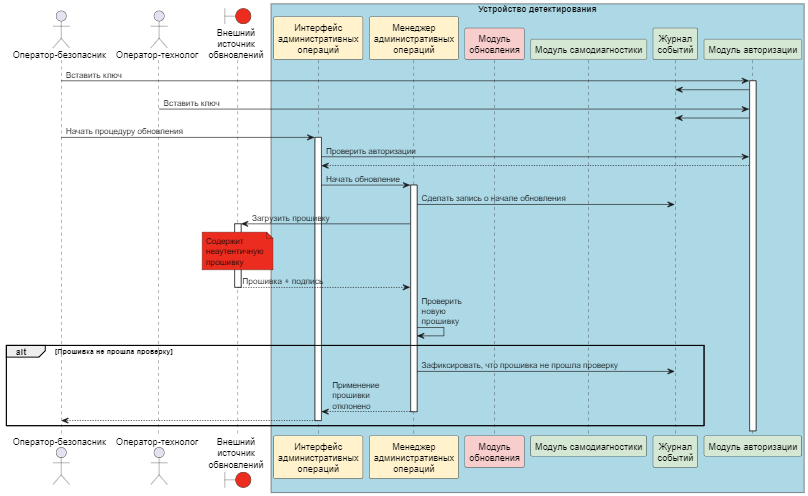 Устройство детектирования
Оператор-безопасник
Оператор-технолог
Внешний
источник
обвновлений
Интерфейс
административных
операций
Менеджер
административных
операций
Модуль
обновления
Модуль самодиагностики
Журнал
событий
Модуль авторизации
Вставить ключ
Вставить ключ
Начать процедуру обновления
Проверить авторизации
Начать обновление
Сделать запись о начале обновления
Загрузить прошивку
Содержит
неаутентичную
прошивку
Прошивка + подпись
Проверить
новую
прошивку
alt
[Прошивка не прошла проверку]
Зафиксировать, что прошивка не прошла проверку
Применение
прошивки
отклонено
Оператор-безопасник
Оператор-технолог
Внешний
источник
обвновлений
Интерфейс
административных
операций
Менеджер
административных
операций
Модуль
обновления
Модуль самодиагностики
Журнал
событий
Модуль авторизации